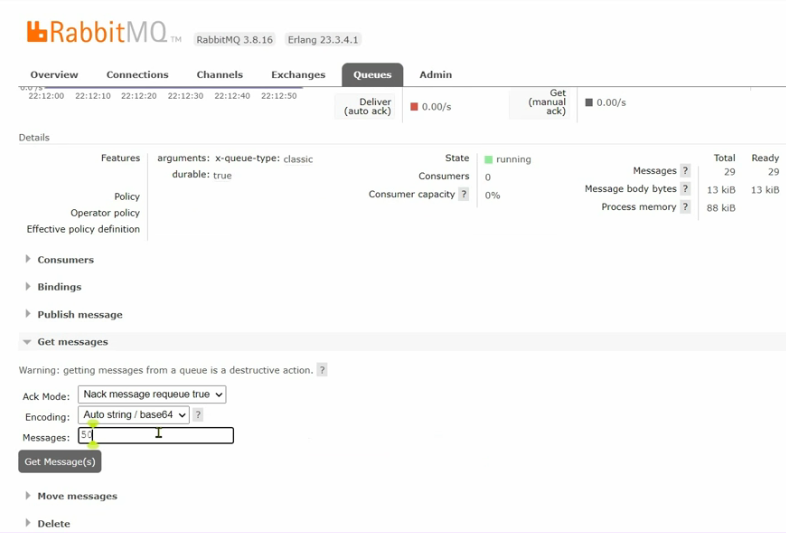 RabbitMQ TM RabbitMQ 3.8.16 Erlang 23.3.4.1
Overview Connections Channels Exchanges Queues Admin
0.0 /s
22:12:00 22:12:10 22:12:20 22:12:30 22:12:40 22:12:50
Deliver (auto ack) 0.00/s
Get (manual ack) 0.00/s
Details
Features arguments: x-queue-type: classic
durable: true
Policy
Operator policy
Effective policy definition
State running
Consumers 0
Consumer capacity ? 0%
Total Ready
Messages ? 29 29
Message body bytes ? 13 kiB 13 kiB
Process memory ? 88 kiB
Consumers
Bindings
Publish message
Get messages
Warning: getting messages from a queue is a destructive action. ?
Ack Mode: Nack message requeue true
Encoding: Auto string / base64 ?
Messages: 50
Get Message(s)
Move messages
Delete